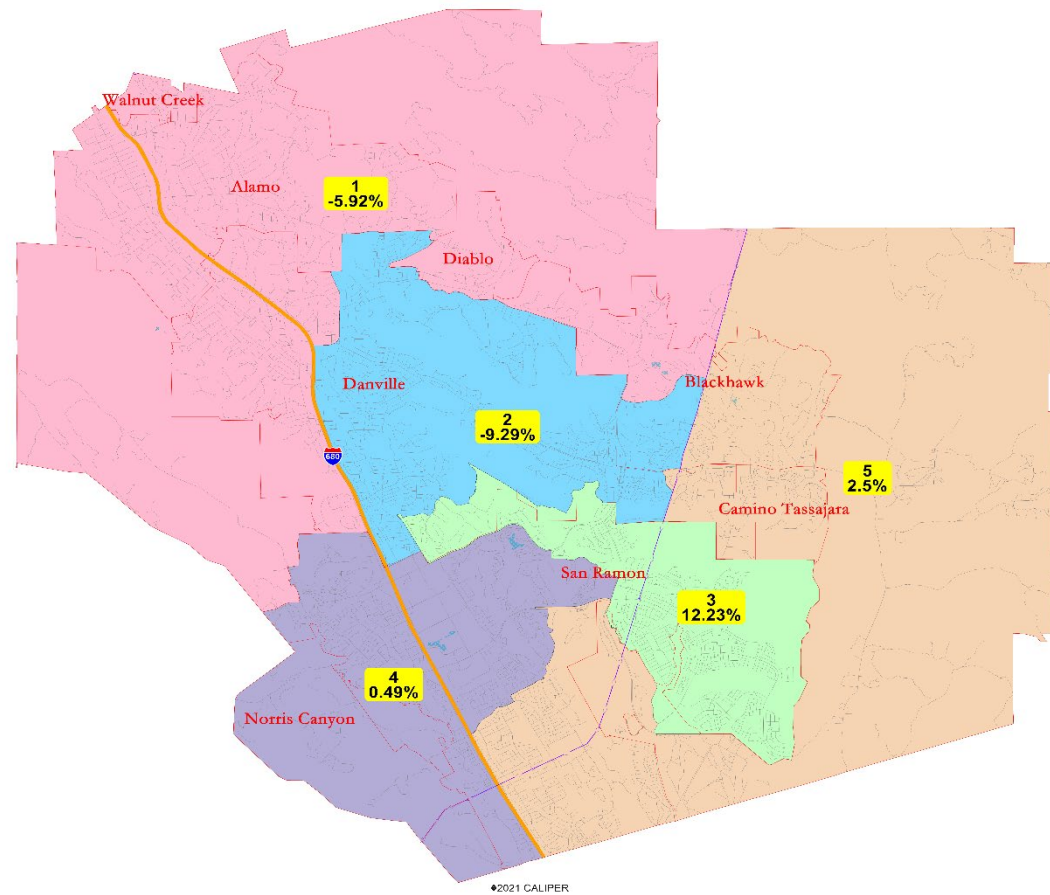 Walnut Creek
Alamo
1
-5.92%
Diablo
Danville
Blackhawk
2
-9.29%
680
5
2.5%
Camino Tassajara
San Ramon
3
12.23%
4
0.49%
Norris Canyon
♦2021 CALIPER